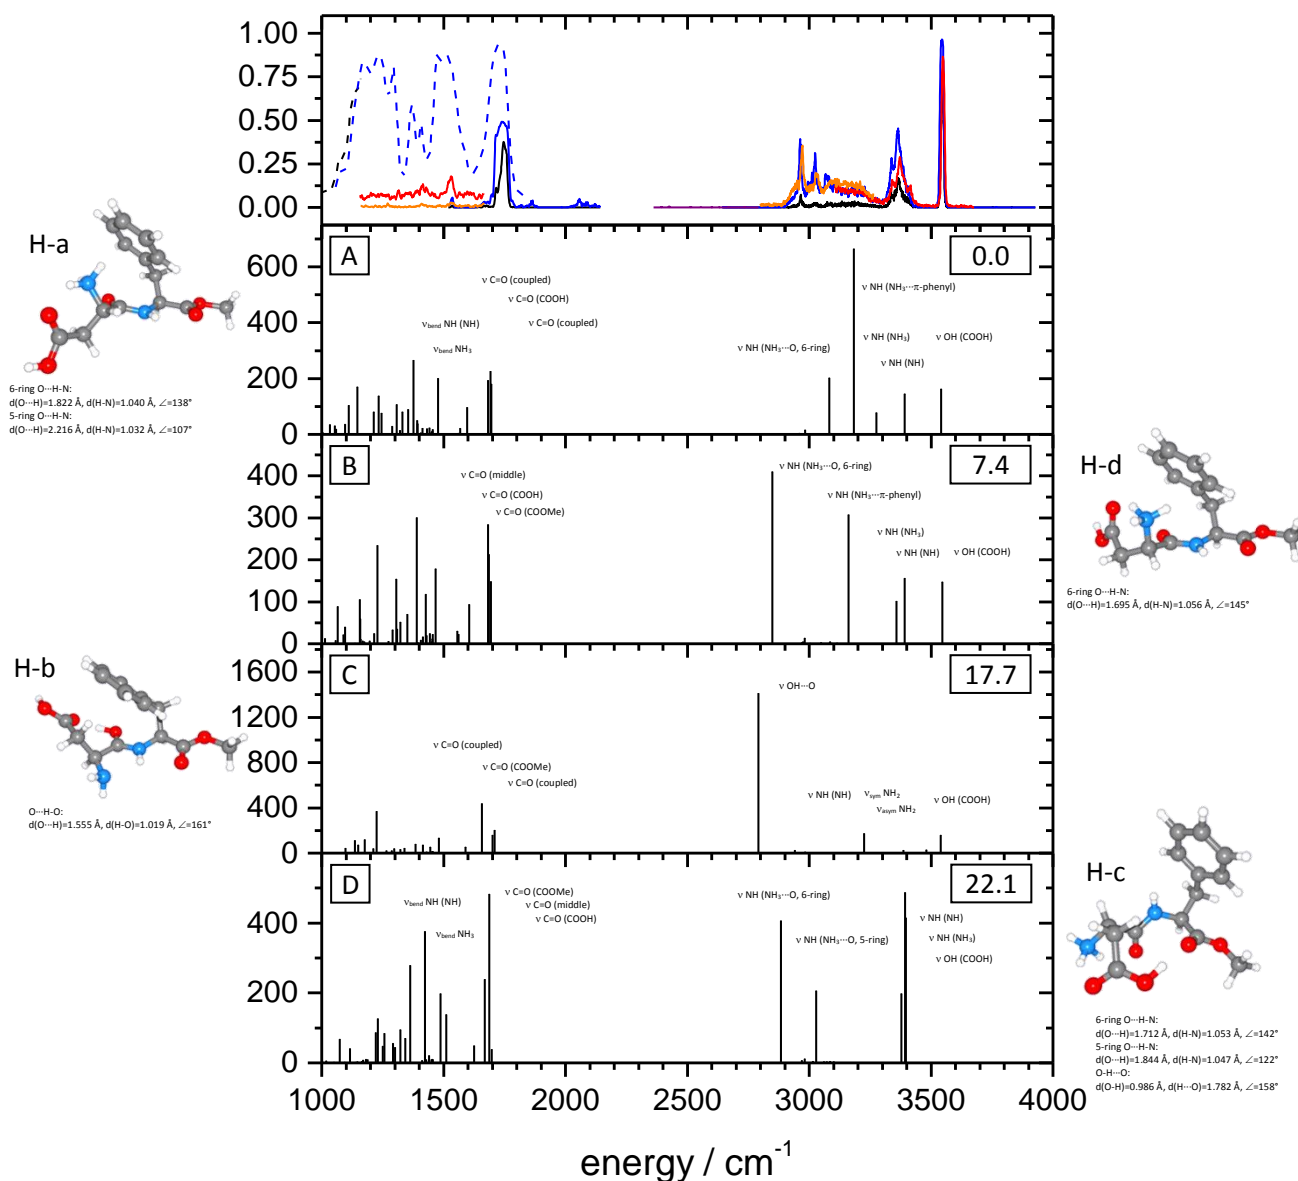 1.00
0.75
0.50
0.25
0.00
H-a
6-ring O···H-N:
d(O···H)=1.822 Å, d(H-N)=1.040 Å, ∠=138°
5-ring O···H-N:
d(O···H)=2.216 Å, d(H-N)=1.032 Å, ∠=107°
A
0.0
600
400
200
0
ν C=O (coupled)
ν C=O (COOH)
ν C=O (coupled)
νbend NH (NH)
νbend NH₃
ν NH (NH₃···π-phenyl)
ν NH (NH₃···O, 6-ring)
ν NH (NH₃)
ν OH (COOH)
ν NH (NH)
B
7.4
400
300
200
100
0
ν C=O (middle)
ν C=O (COOH)
ν C=O (COOMe)
ν NH (NH₃···O, 6-ring)
ν NH (NH₃···π-phenyl)
ν NH (NH₃)
ν NH (NH)
ν OH (COOH)
H-d
6-ring O···H-N:
d(O···H)=1.695 Å, d(H-N)=1.056 Å, ∠=145°
H-b
O···H-O:
d(O···H)=1.555 Å, d(H-O)=1.019 Å, ∠=161°
C
17.7
1600
1200
800
400
0
ν C=O (coupled)
ν C=O (COOMe)
ν C=O (coupled)
ν OH···O
ν NH (NH)
νsym NH₂
νasym NH₂
ν OH (COOH)
D
22.1
400
200
0
ν C=O (COOMe)
ν C=O (middle)
ν C=O (COOH)
νbend NH (NH)
νbend NH₃
ν NH (NH₃···O, 6-ring)
ν NH (NH₃···O, 5-ring)
ν NH (NH)
ν NH (NH₃)
ν OH (COOH)
H-c
6-ring O···H-N:
d(O···H)=1.712 Å, d(H-N)=1.053 Å, ∠=142°
5-ring O···H-N:
d(O···H)=1.844 Å, d(H-N)=1.047 Å, ∠=122°
O-H···O:
d(O-H)=0.986 Å, d(H···O)=1.782 Å, ∠=158°
1000 1500 2000 2500 3000 3500 4000
energy / cm⁻¹